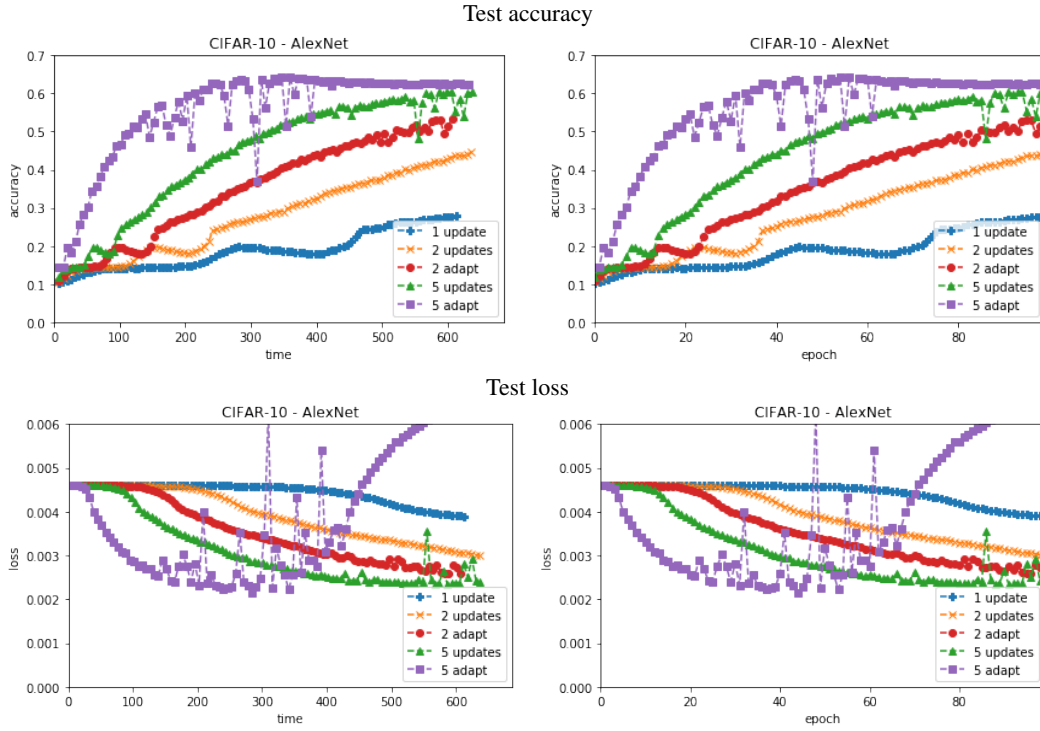 Test accuracy
CIFAR-10 - AlexNet
0.7
0.6
0.5
0.4
0.3
0.2
0.1
0.0
accuracy
0
100
200
300
400
500
600
time
1 update
2 updates
2 adapt
5 updates
5 adapt
CIFAR-10 - AlexNet
0.7
0.6
0.5
0.4
0.3
0.2
0.1
0.0
accuracy
0
20
40
60
80
epoch
1 update
2 updates
2 adapt
5 updates
5 adapt
Test loss
CIFAR-10 - AlexNet
0.006
0.005
0.004
0.003
0.002
0.001
0.000
loss
0
100
200
300
400
500
600
time
1 update
2 updates
2 adapt
5 updates
5 adapt
CIFAR-10 - AlexNet
0.006
0.005
0.004
0.003
0.002
0.001
0.000
loss
0
20
40
60
80
epoch
1 update
2 updates
2 adapt
5 updates
5 adapt